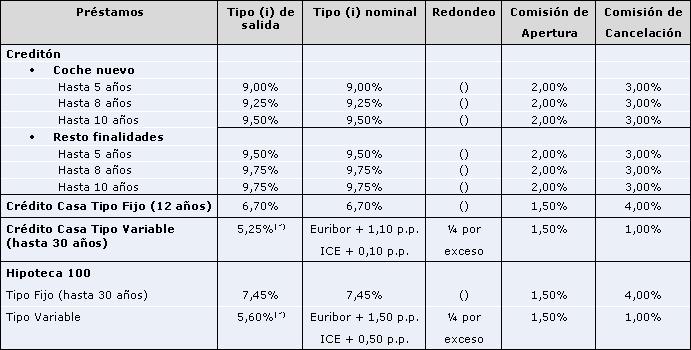 Préstamos Tipo (i) de salida Tipo (i) nominal Redondeo Comisión de Apertura Comisión de Cancelación
Creditón
• Coche nuevo
Hasta 5 años 9,00% 9,00% () 2,00% 3,00%
Hasta 8 años 9,25% 9,25% () 2,00% 3,00%
Hasta 10 años 9,50% 9,50% () 2,00% 3,00%
• Resto finalidades
Hasta 5 años 9,50% 9,50% () 2,00% 3,00%
Hasta 8 años 9,75% 9,75% () 2,00% 3,00%
Hasta 10 años 9,75% 9,75% () 2,00% 3,00%
Crédito Casa Tipo Fijo (12 años) 6,70% 6,70% () 1,50% 4,00%
Crédito Casa Tipo Variable 5,25%(*) Euribor + 1,10 p.p. ¼ por 1,50% 1,00%
(hasta 30 años) ICE + 0,10 p.p. exceso
Hipoteca 100
Tipo Fijo (hasta 30 años) 7,45% 7,45% () 1,50% 4,00%
Tipo Variable 5,60%(*) Euribor + 1,50 p.p. ¼ por 1,50% 1,00%
ICE + 0,50 p.p. exceso